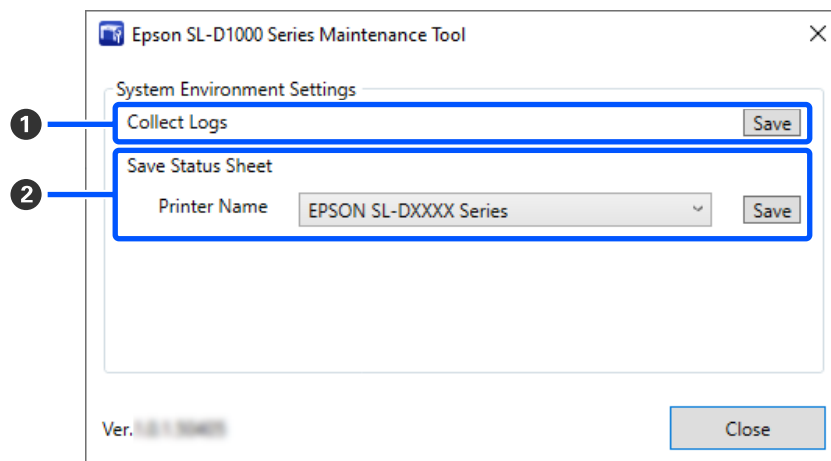 Epson SL-D1000 Series Maintenance Tool
System Environment Settings
1 Collect Logs Save
2 Save Status Sheet
Printer Name EPSON SL-DXXXX Series Save
Ver.
Close